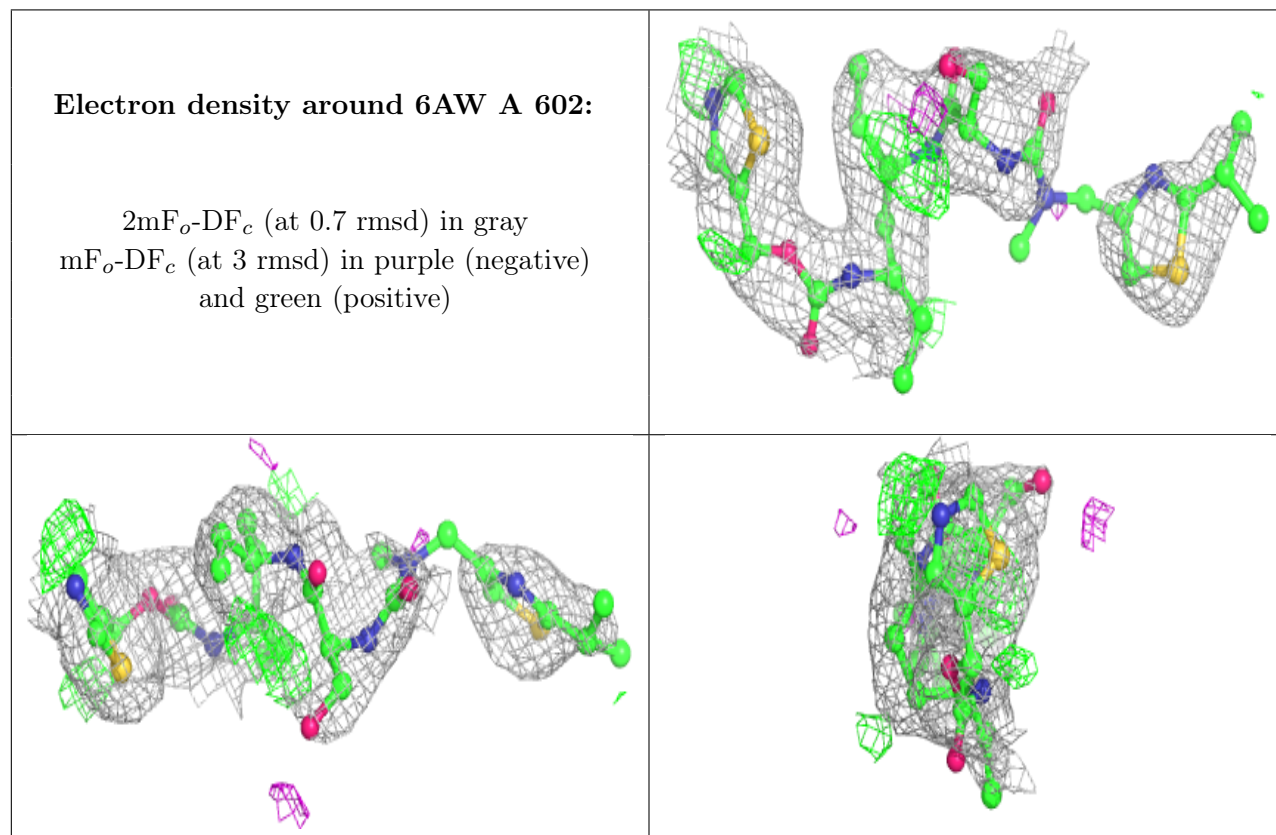 Electron density around 6AW A 602:
2mFo-DFc (at 0.7 rmsd) in gray
mFo-DFc (at 3 rmsd) in purple (negative)
and green (positive)